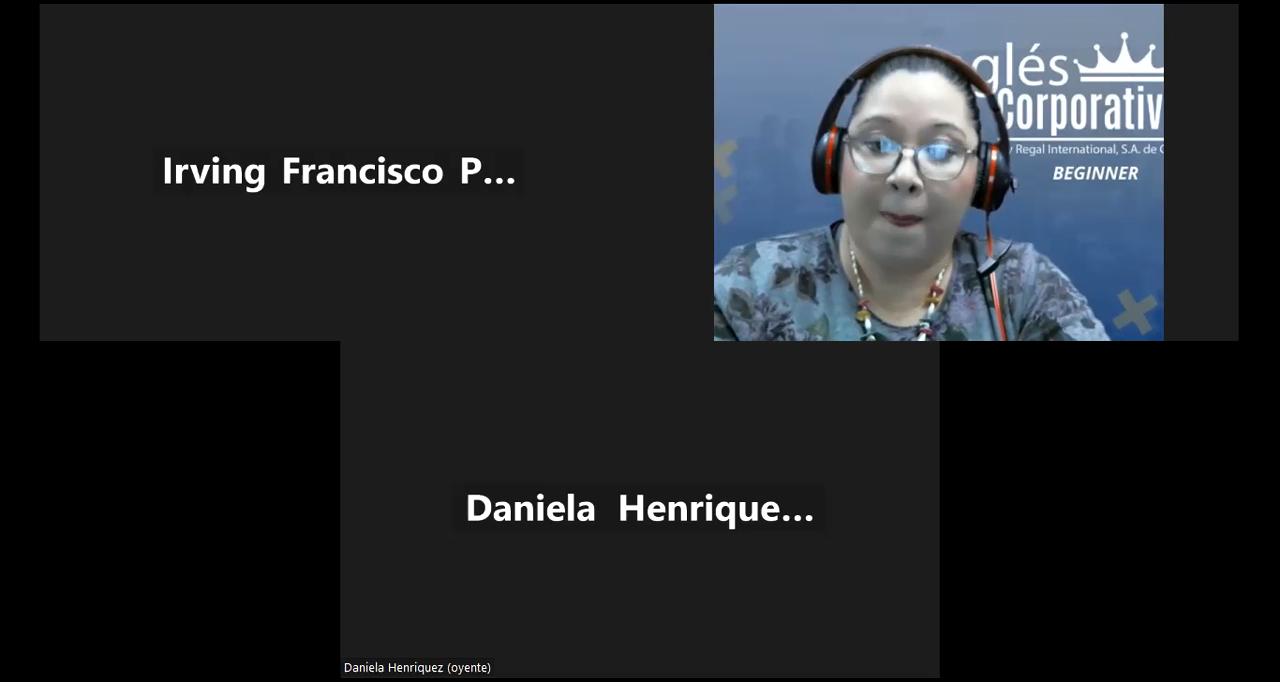 Irving Francisco P...
glés
Corporativ
y Regal International, S.A. de C
BEGINNER
Daniela Henrique...
Daniela Henriquez (oyente)